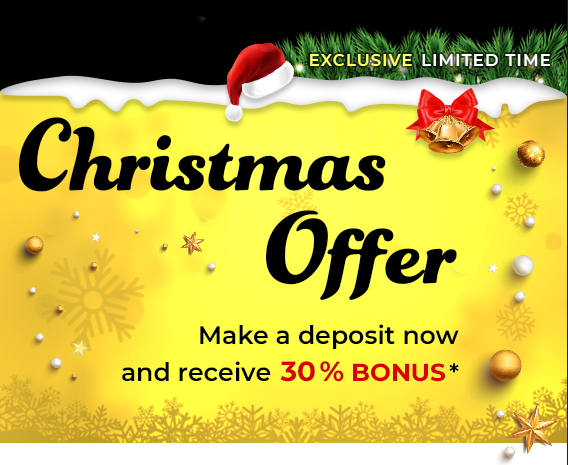 EXCLUSIVE LIMITED TIME
Christmas
Offer
Make a deposit now
and receive 30% BONUS*